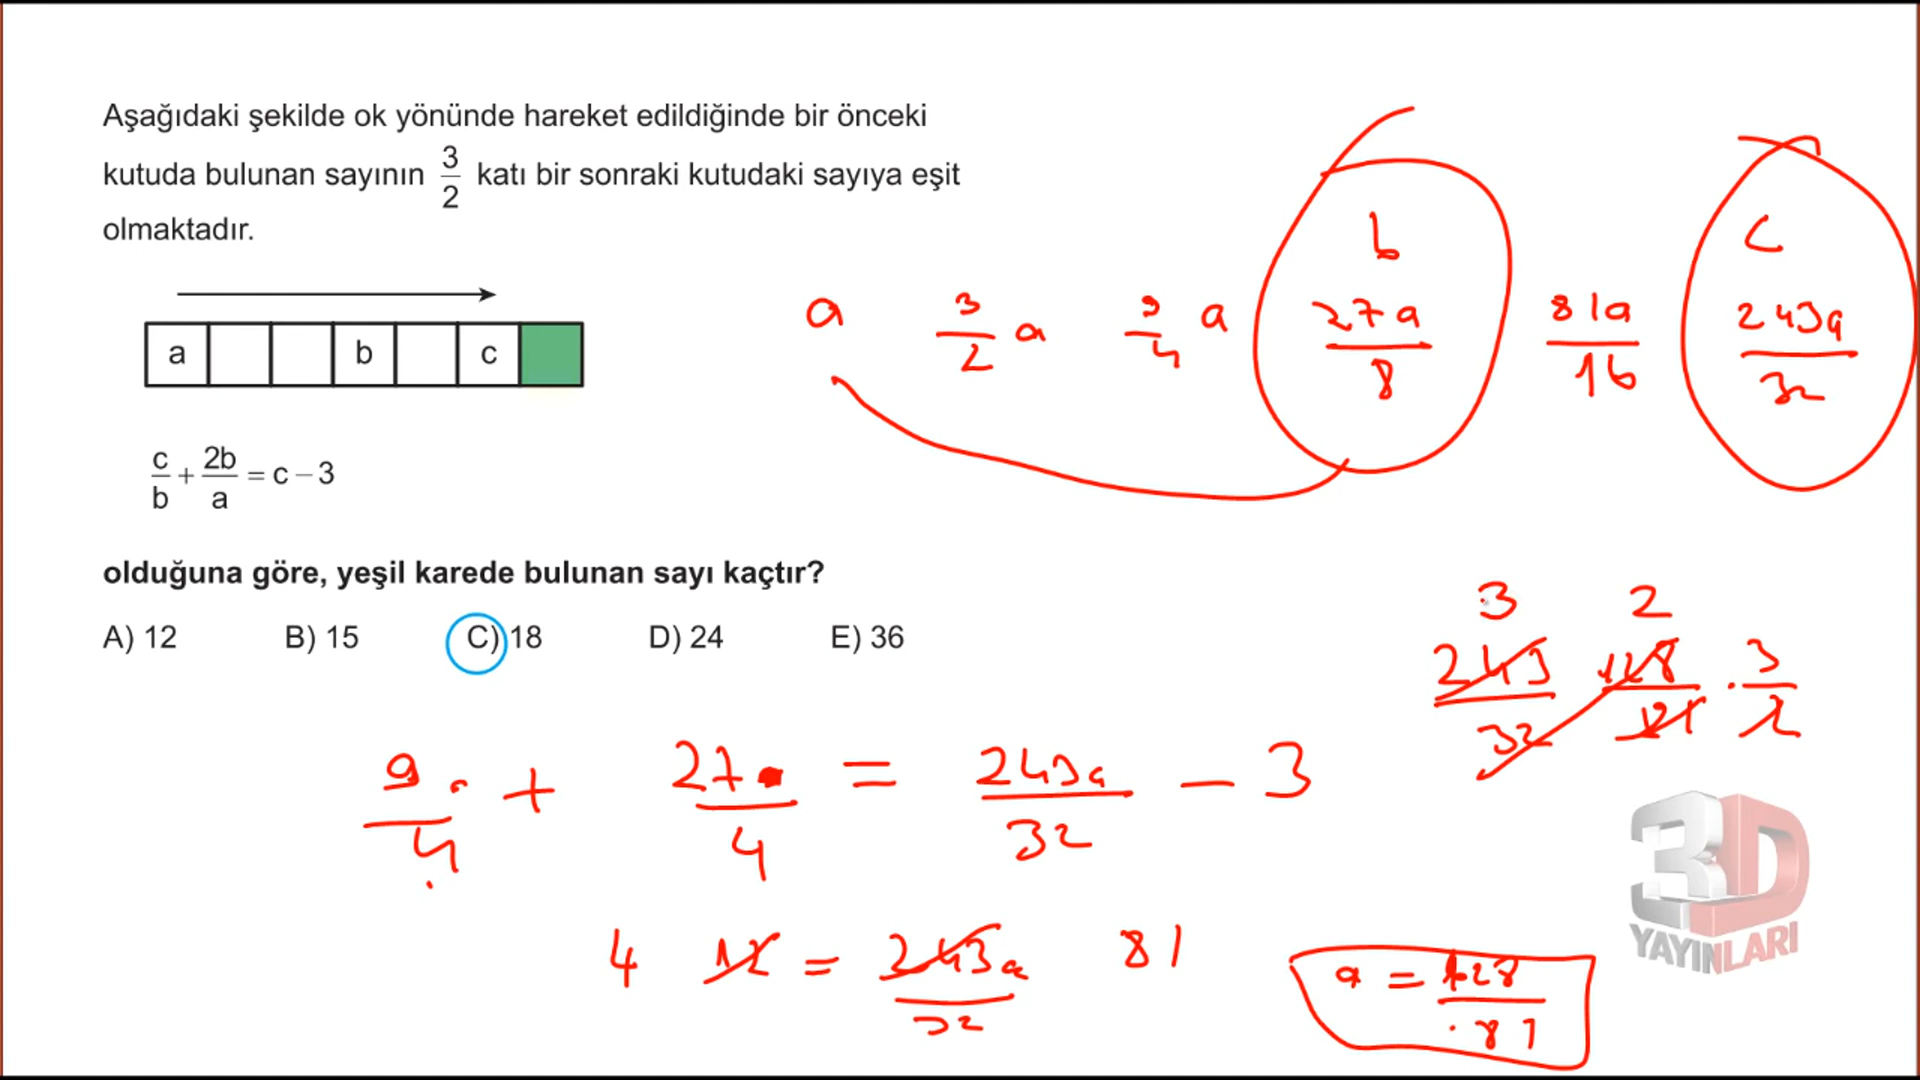 Aşağıdaki şekilde ok yönünde hareket edildiğinde bir önceki
kutuda bulunan sayının 3/2 katı bir sonraki kutudaki sayıya eşit
olmaktadır.
a b c
c/b + 2b/a = c – 3
olduğuna göre, yeşil karede bulunan sayı kaçtır?
A) 12 B) 15 C) 18 D) 24 E) 36
b c
a 3/2 a 9/4 a 27a/8 81a/16 243a/32
3 2
243/32 128/81 · 3/2
9/4 + 27/4 = 243a/32 – 3
4 12 = 243a/32 81
a = 128/81
3D
YAYINLARI